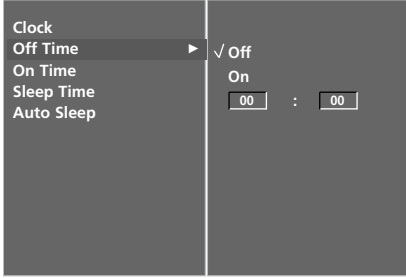 Clock
Off Time ►
On Time
Sleep Time
Auto Sleep
√ Off
On
00 : 00